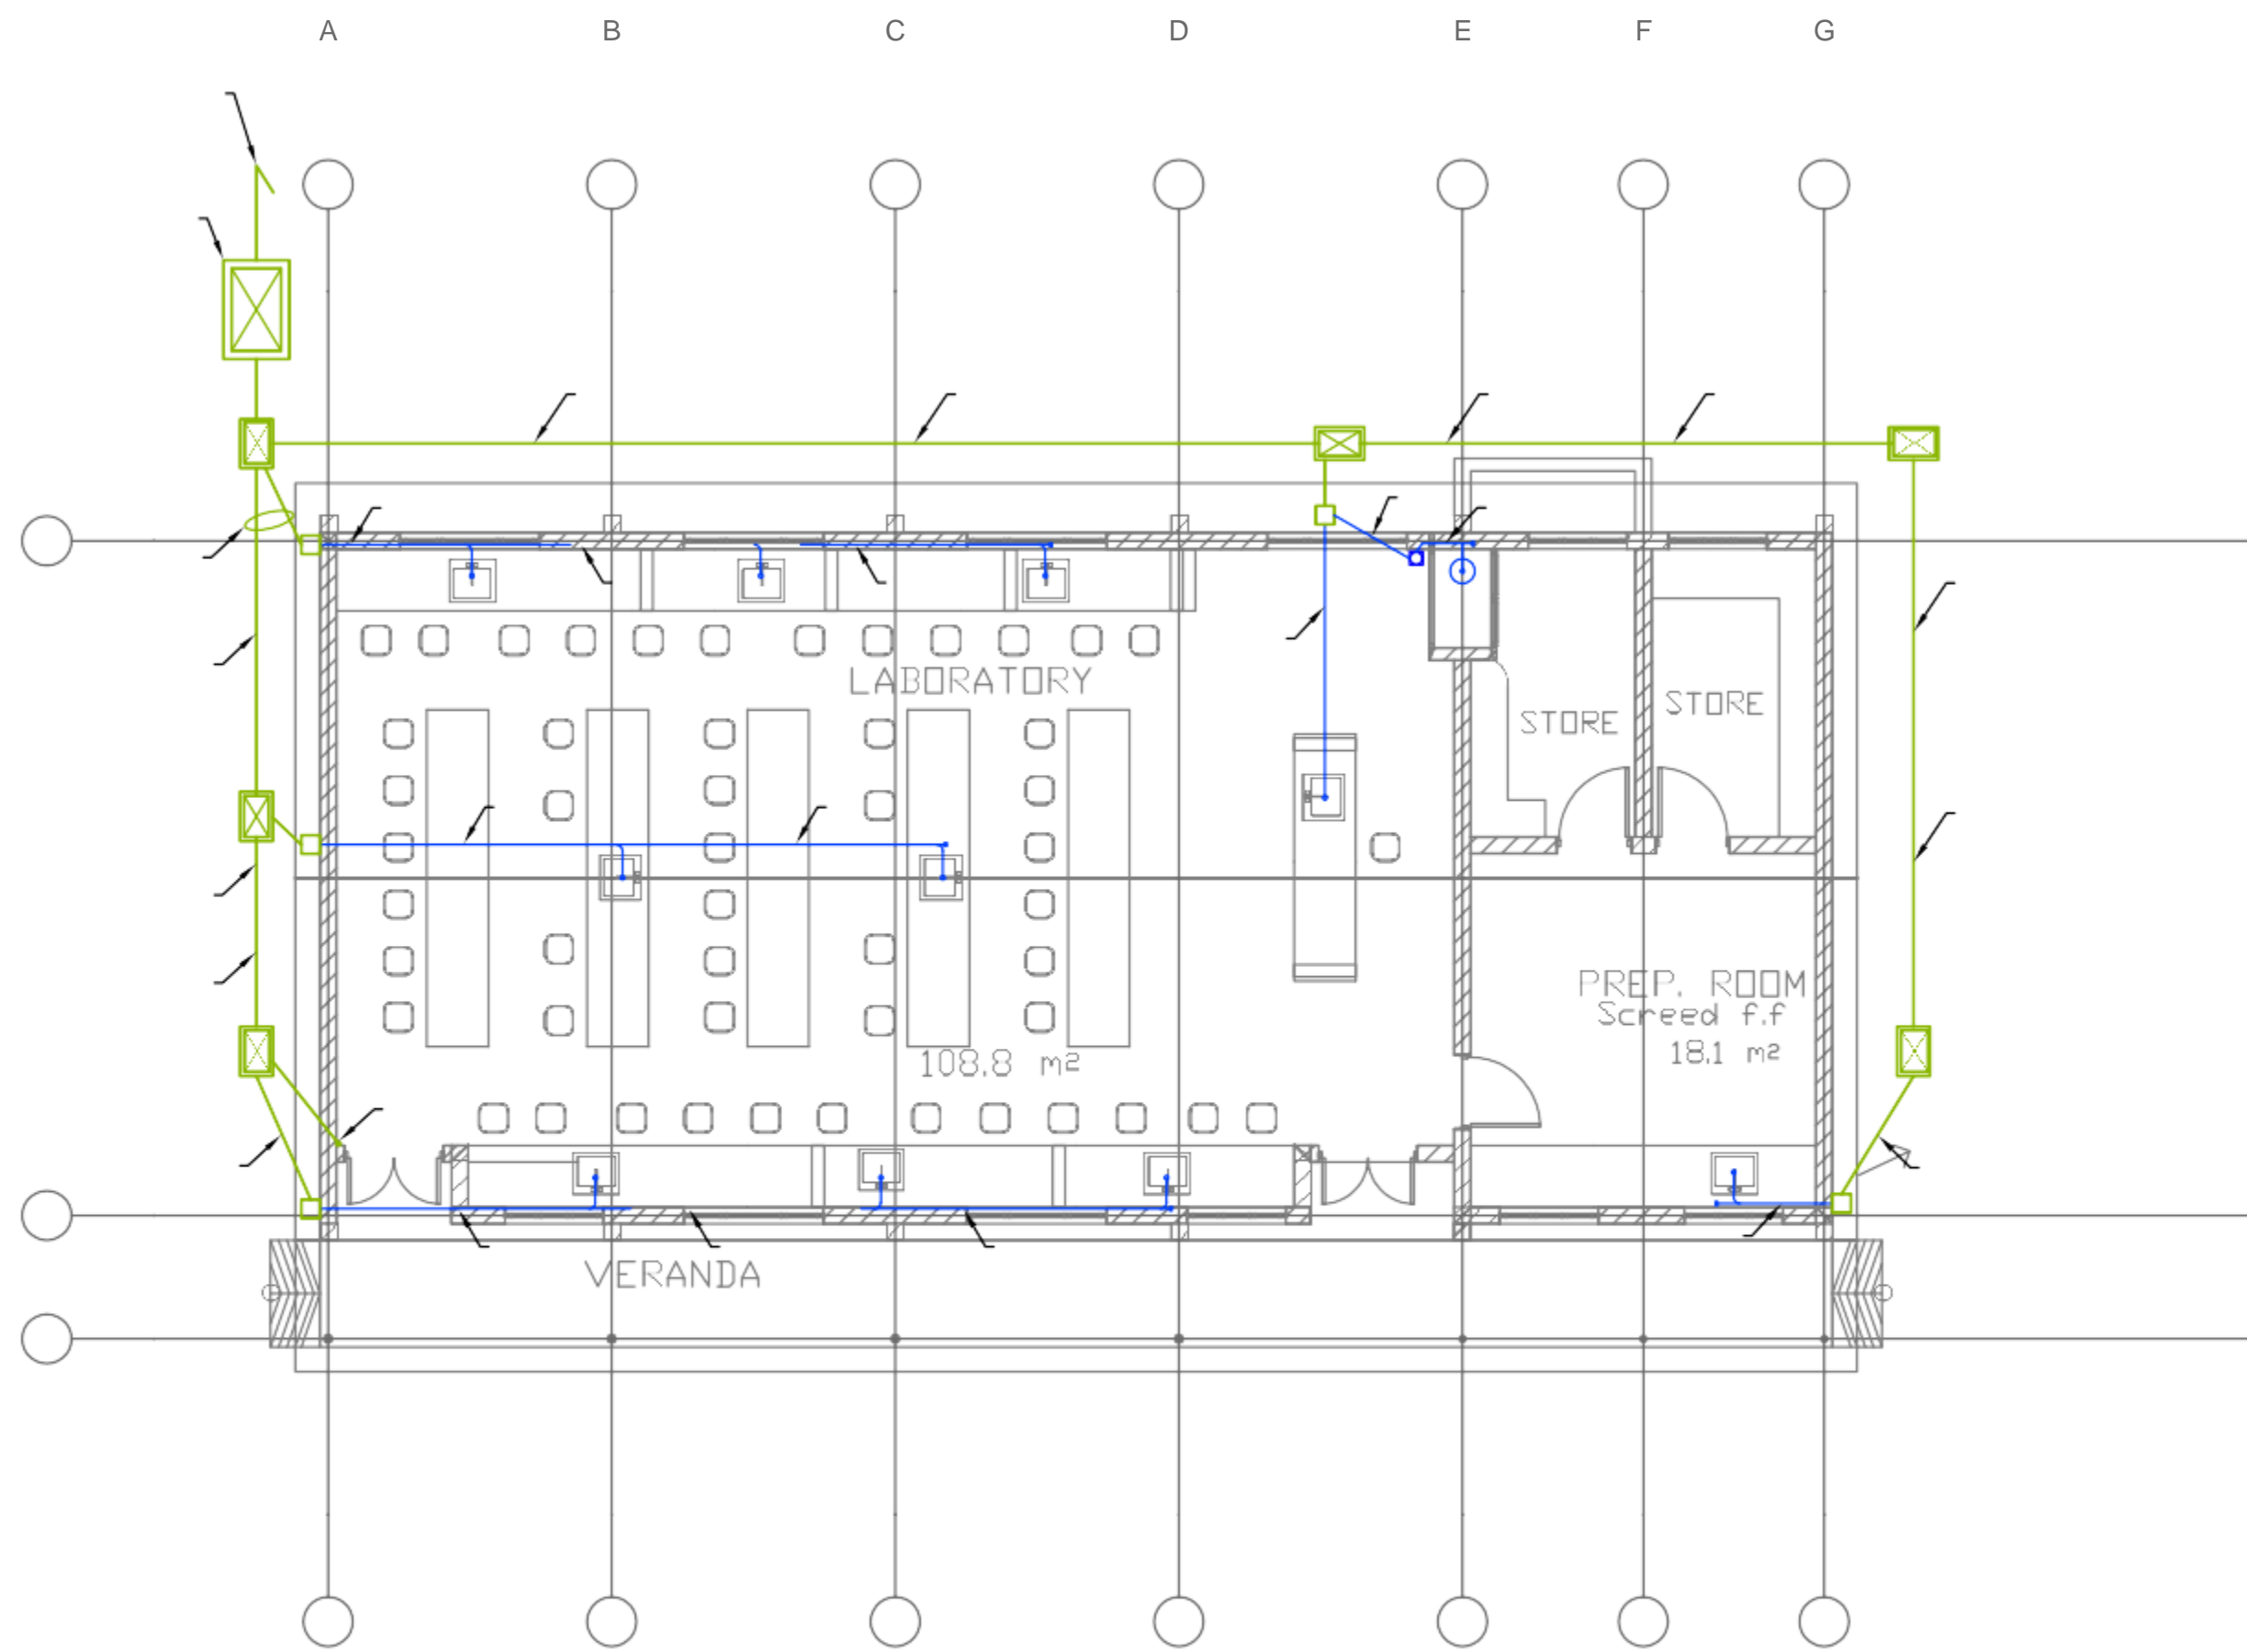 A B C D E F G
LABORATORY
STORE
STORE
PREP. ROOM
Screed f.f
18.1 m2
108.8 m2
VERANDA